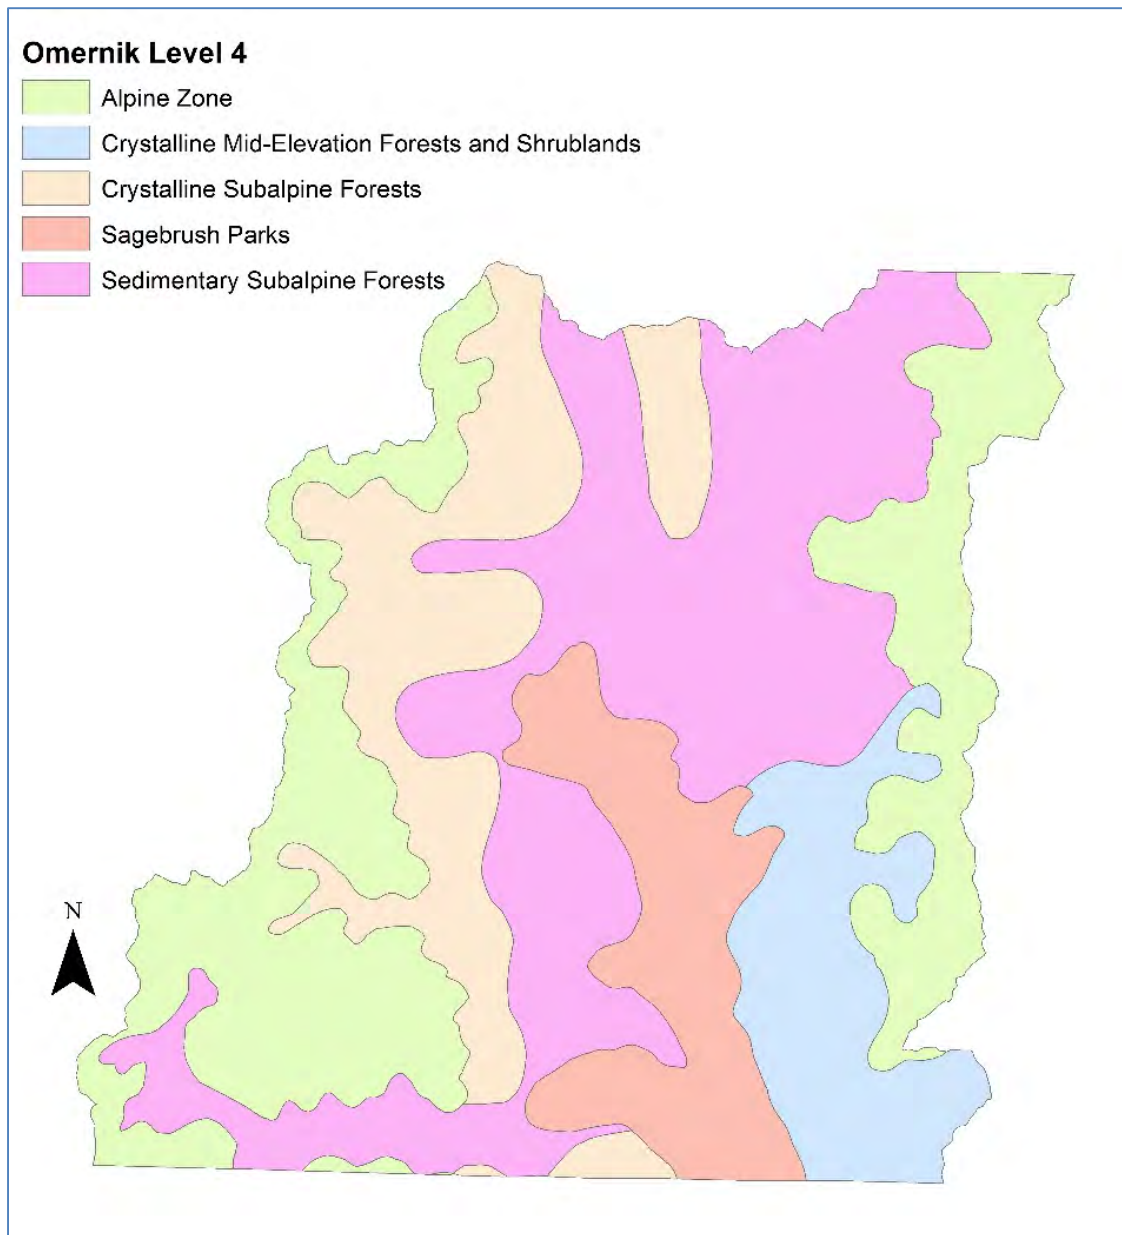 Omernik Level 4
Alpine Zone
Crystalline Mid-Elevation Forests and Shrublands
Crystalline Subalpine Forests
Sagebrush Parks
Sedimentary Subalpine Forests
N